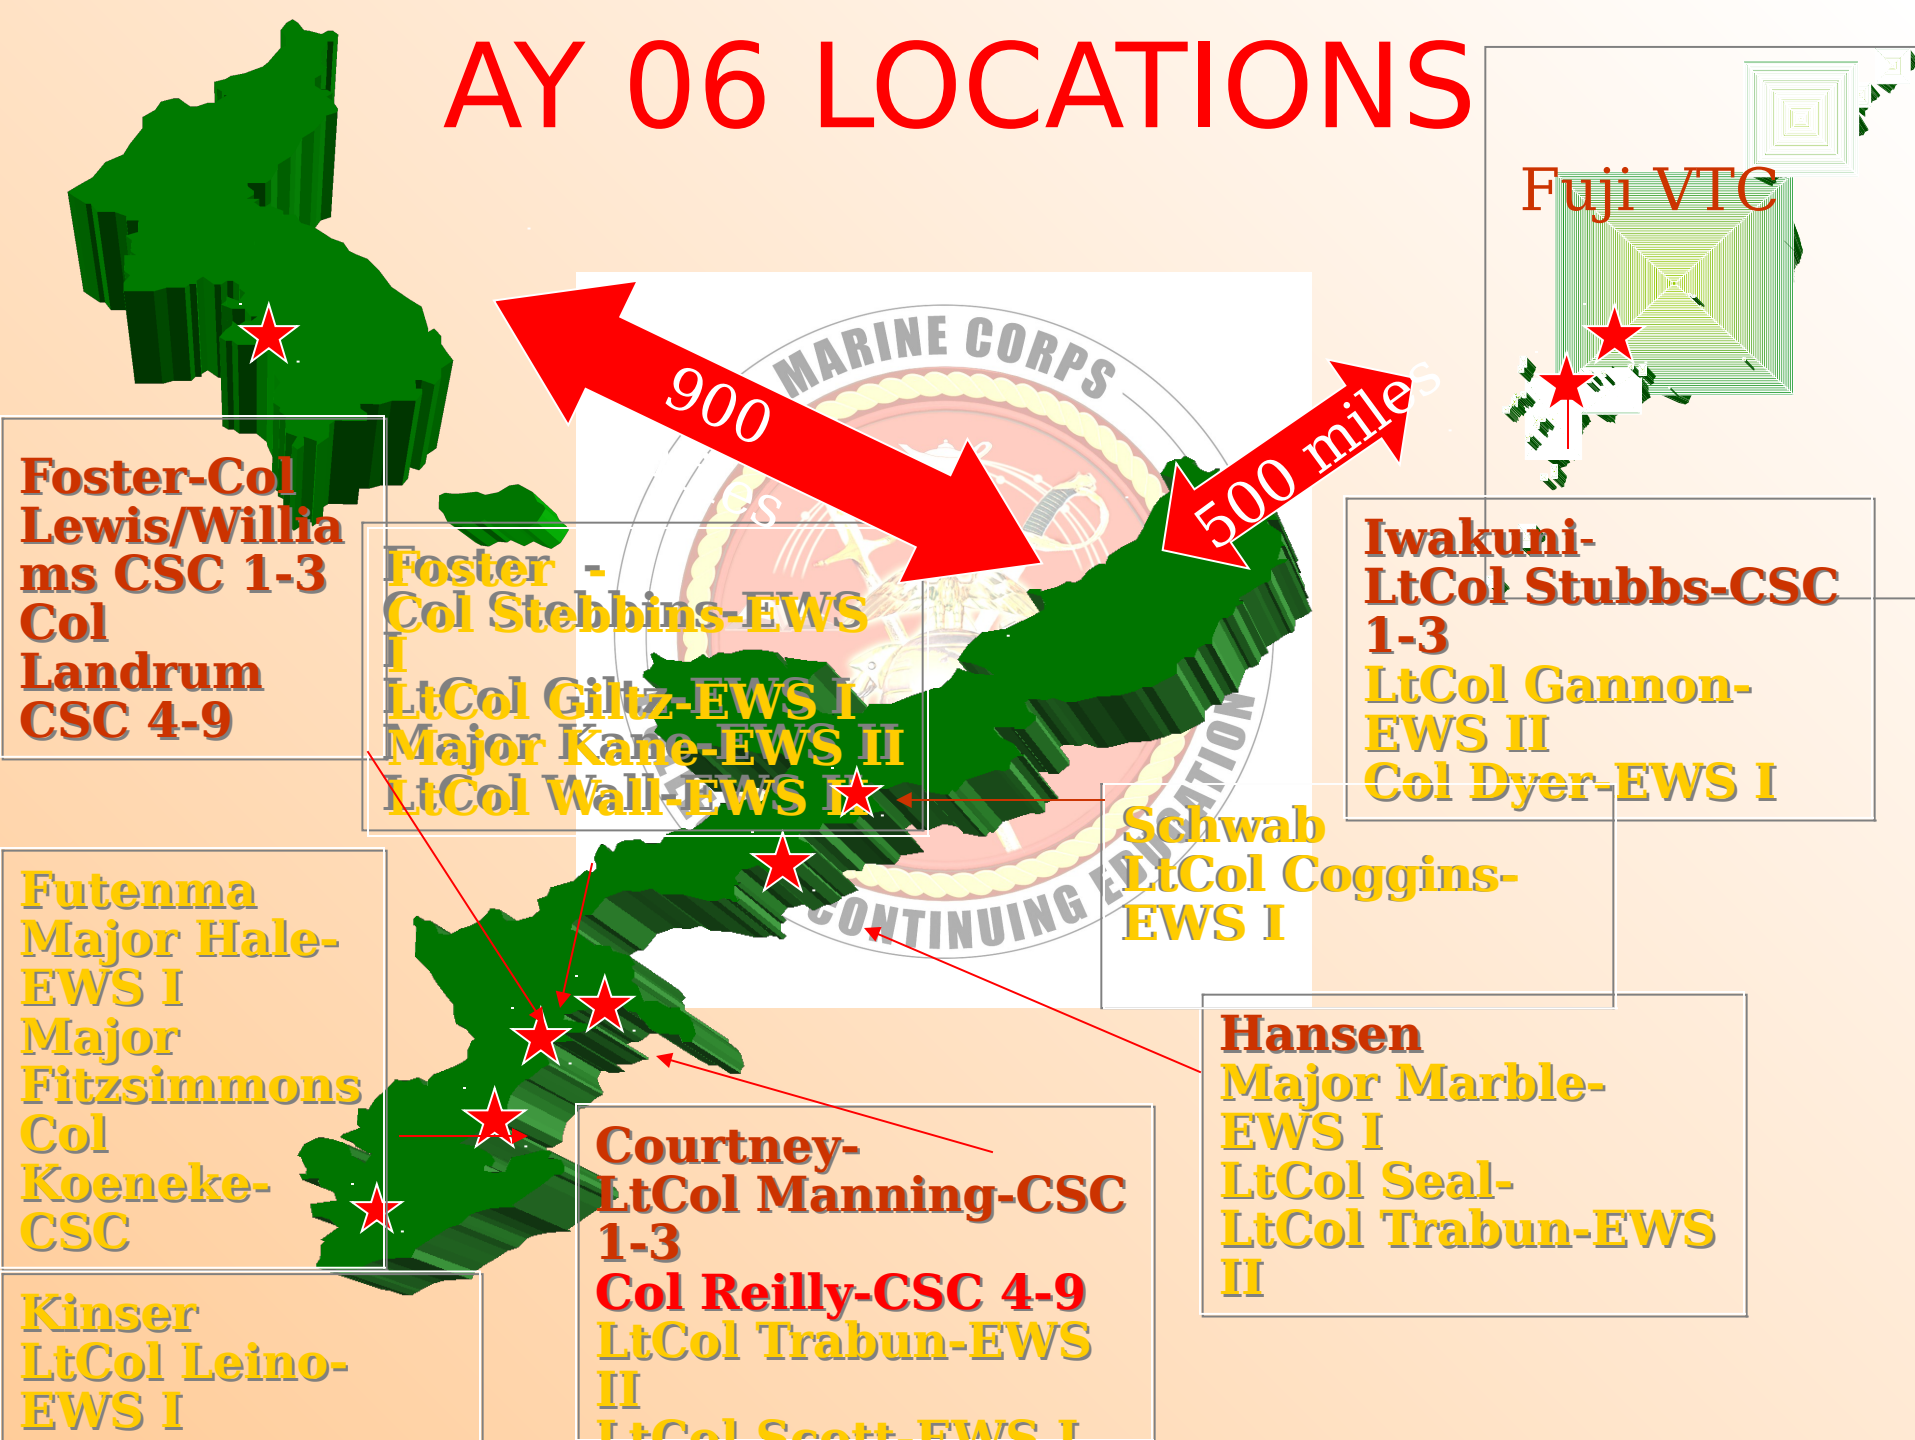 AY 06 LOCATIONS
Fuji VTC
MARINE CORPS
900
500 miles
es
Foster-Col
Lewis/Willia
ms CSC 1-3
Col
Landrum
CSC 4-9
Foster -
Col Stebbins-EWS
I
LtCol Giltz-EWS I
Major Kane-EWS II
LtCol Wall-EWS II
Iwakuni-
LtCol Stubbs-CSC
1-3
LtCol Gannon-
EWS II
Col Dyer-EWS I
Schwab
LtCol Coggins-
EWS I
CONTINUING EDUCATION
Futenma
Major Hale-
EWS I
Major
Fitzsimmons
Col
Koeneke-
CSC
Hansen
Major Marble-
EWS I
LtCol Seal-
LtCol Trabun-EWS
II
Courtney-
LtCol Manning-CSC
1-3
Col Reilly-CSC 4-9
LtCol Trabun-EWS
II
LtCol Scott-EWS I
Kinser
LtCol Leino-
EWS I